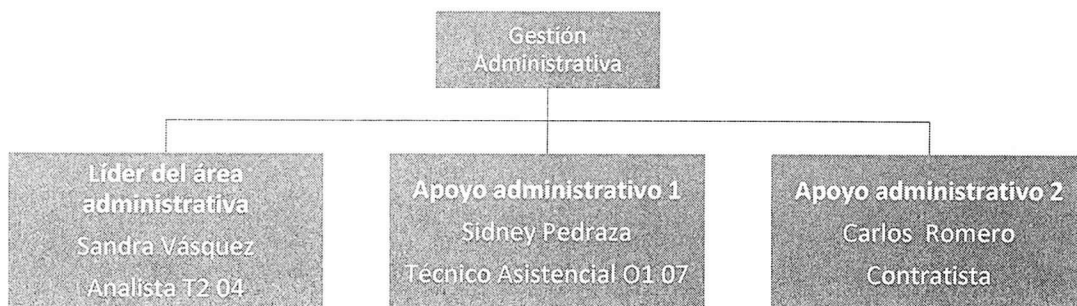 Gestión
Administrativa
Líder del área
administrativa
Sandra Vásquez
Analista T2 04
Apoyo administrativo 1
Sidney Pedraza
Técnico Asistencial O1 07
Apoyo administrativo 2
Carlos Romero
Contratista